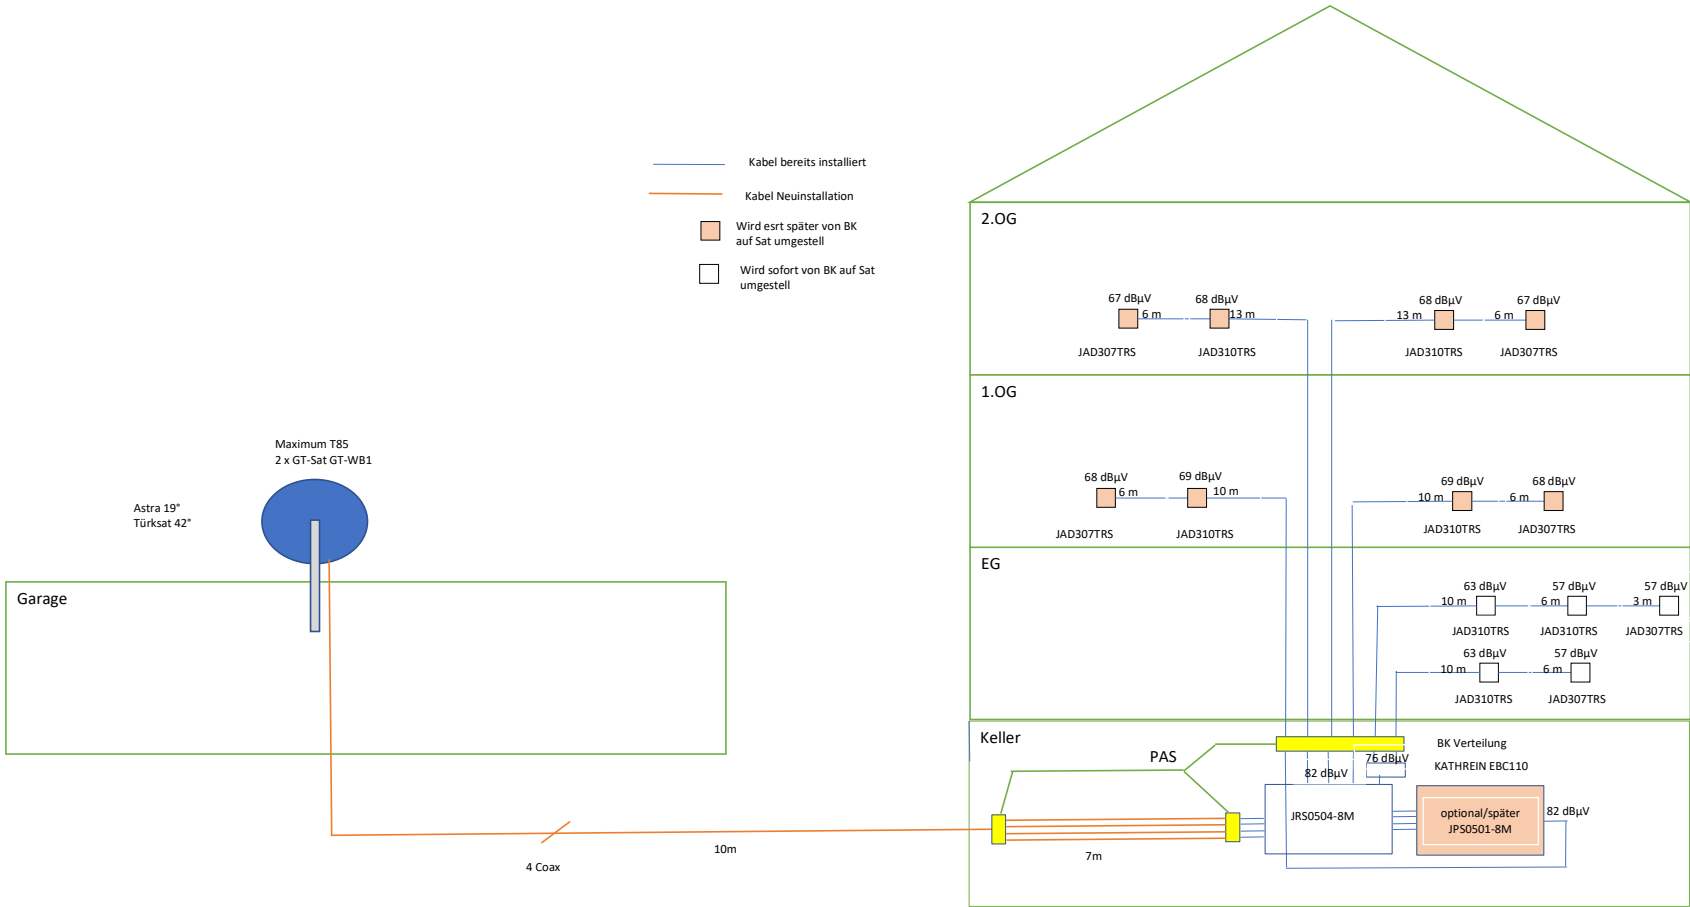 Kabel bereits installiert
Kabel Neuinstallation
Wird esrt später von BK
auf Sat umgestell
Wird sofort von BK auf Sat
umgestell
Maximum T85
2 x GT-Sat GT-WB1
Astra 19°
Türksat 42°
Garage
4 Coax
10m
2.OG
67 dBµV
68 dBµV
68 dBµV
67 dBµV
6 m
13 m
13 m
6 m
JAD307TRS
JAD310TRS
JAD310TRS
JAD307TRS
1.OG
68 dBµV
69 dBµV
69 dBµV
68 dBµV
6 m
10 m
10 m
6 m
JAD307TRS
JAD310TRS
JAD310TRS
JAD307TRS
EG
63 dBµV
57 dBµV
57 dBµV
10 m
6 m
3 m
JAD310TRS
JAD310TRS
JAD307TRS
63 dBµV
57 dBµV
10 m
6 m
JAD310TRS
JAD307TRS
Keller
PAS
BK Verteilung
76 dBµV
KATHREIN EBC110
82 dBµV
JRS0504-8M
optional/später
JPS0501-8M
82 dBµV
7m